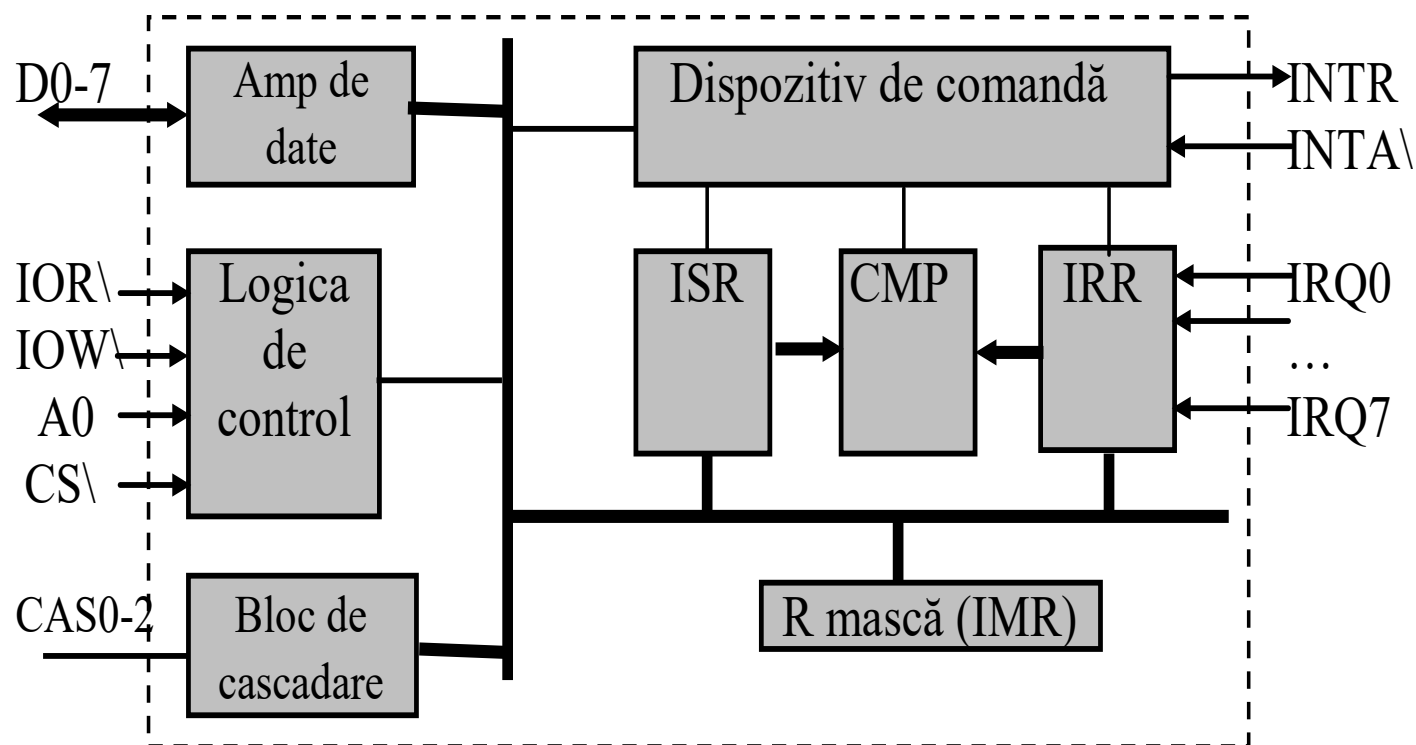 D0-7
Amp de
date
Dispozitiv de comandă
INTR
INTA\
IOR\
IOW\
A0
CS\
Logica
de
control
ISR
CMP
IRR
IRQ0
…
IRQ7
CAS0-2
Bloc de
cascadare
R mască (IMR)